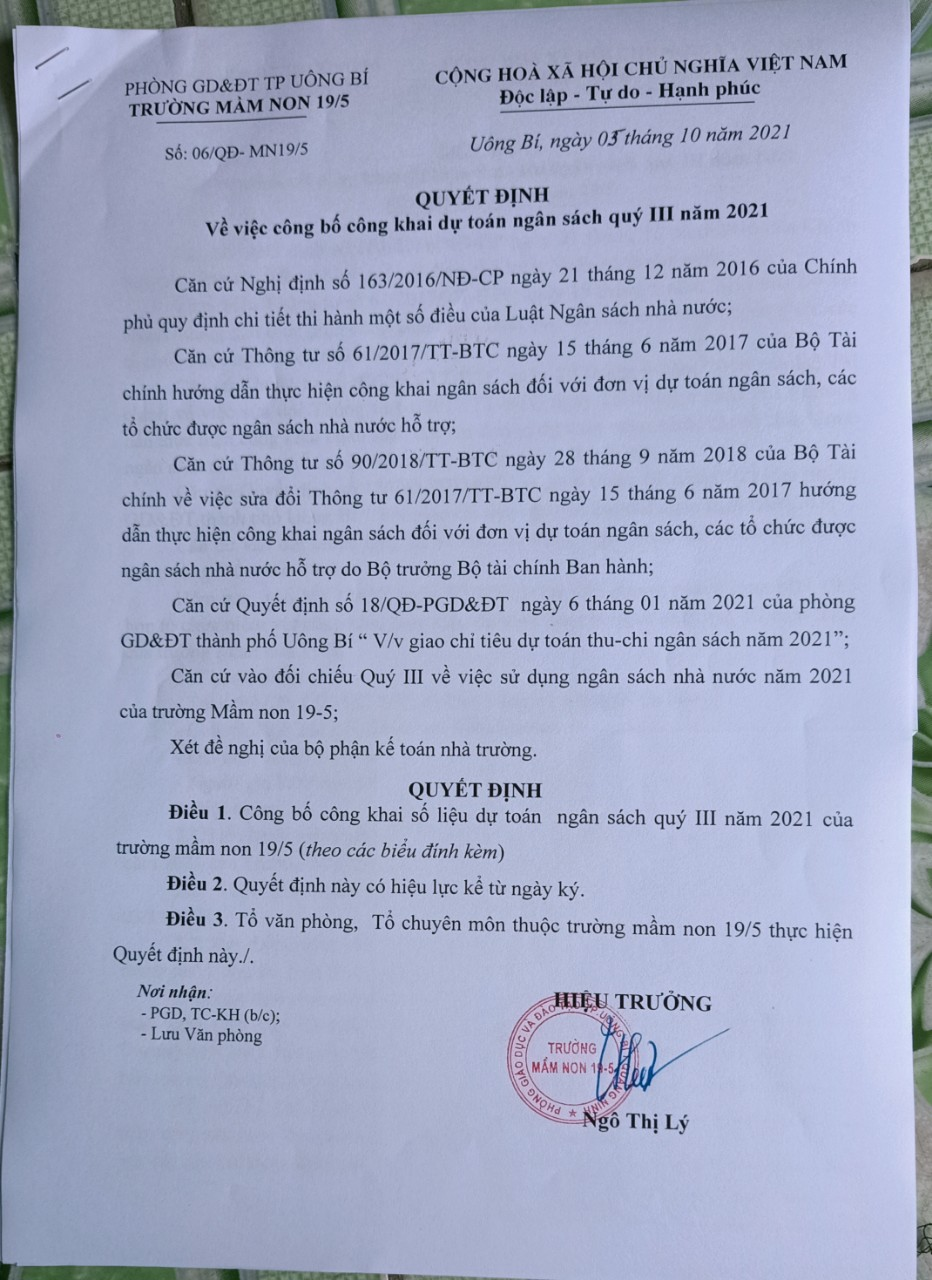 PHÒNG GD&ĐT TP UÔNG BÍ
TRƯỜNG MẦM NON 19/5
Số: 06/QĐ- MN19/5
CỘNG HOÀ XÃ HỘI CHỦ NGHĨA VIỆT NAM
Độc lập - Tự do - Hạnh phúc
Uông Bí, ngày 05 tháng 10 năm 2021
QUYẾT ĐỊNH
Về việc công bố công khai dự toán ngân sách quý III năm 2021
Căn cứ Nghị định số 163/2016/NĐ-CP ngày 21 tháng 12 năm 2016 của Chính
phủ quy định chi tiết thi hành một số điều của Luật Ngân sách nhà nước;
Căn cứ Thông tư số 61/2017/TT-BTC ngày 15 tháng 6 năm 2017 của Bộ Tài
chính hướng dẫn thực hiện công khai ngân sách đối với đơn vị dự toán ngân sách, các
tổ chức được ngân sách nhà nước hỗ trợ;
Căn cứ Thông tư số 90/2018/TT-BTC ngày 28 tháng 9 năm 2018 của Bộ Tài
chính về việc sửa đổi Thông tư 61/2017/TT-BTC ngày 15 tháng 6 năm 2017 hướng
dẫn thực hiện công khai ngân sách đối với đơn vị dự toán ngân sách, các tổ chức được
ngân sách nhà nước hỗ trợ do Bộ trưởng Bộ tài chính Ban hành;
Căn cứ Quyết định số 18/QĐ-PGD&ĐT ngày 6 tháng 01 năm 2021 của phòng
GD&ĐT thành phố Uông Bí “ V/v giao chỉ tiêu dự toán thu-chi ngân sách năm 2021”;
Căn cứ vào đối chiếu Quý III về việc sử dụng ngân sách nhà nước năm 2021
của trường Mầm non 19-5;
Xét đề nghị của bộ phận kế toán nhà trường.
QUYẾT ĐỊNH
Điều 1. Công bố công khai số liệu dự toán ngân sách quý III năm 2021 của
trường mầm non 19/5 (theo các biểu đính kèm)
Điều 2. Quyết định này có hiệu lực kể từ ngày ký.
Điều 3. Tổ văn phòng, Tổ chuyên môn thuộc trường mầm non 19/5 thực hiện
Quyết định này./.
Nơi nhận:
- PGD, TC-KH (b/c);
- Lưu Văn phòng
HIỆU TRƯỞNG
PHÒNG GIÁO DỤC VÀ ĐÀO TẠO TP UÔNG BÍ QUẢNG NINH
TRƯỜNG
MẦM NON 19-5
Ngô Thị Lý